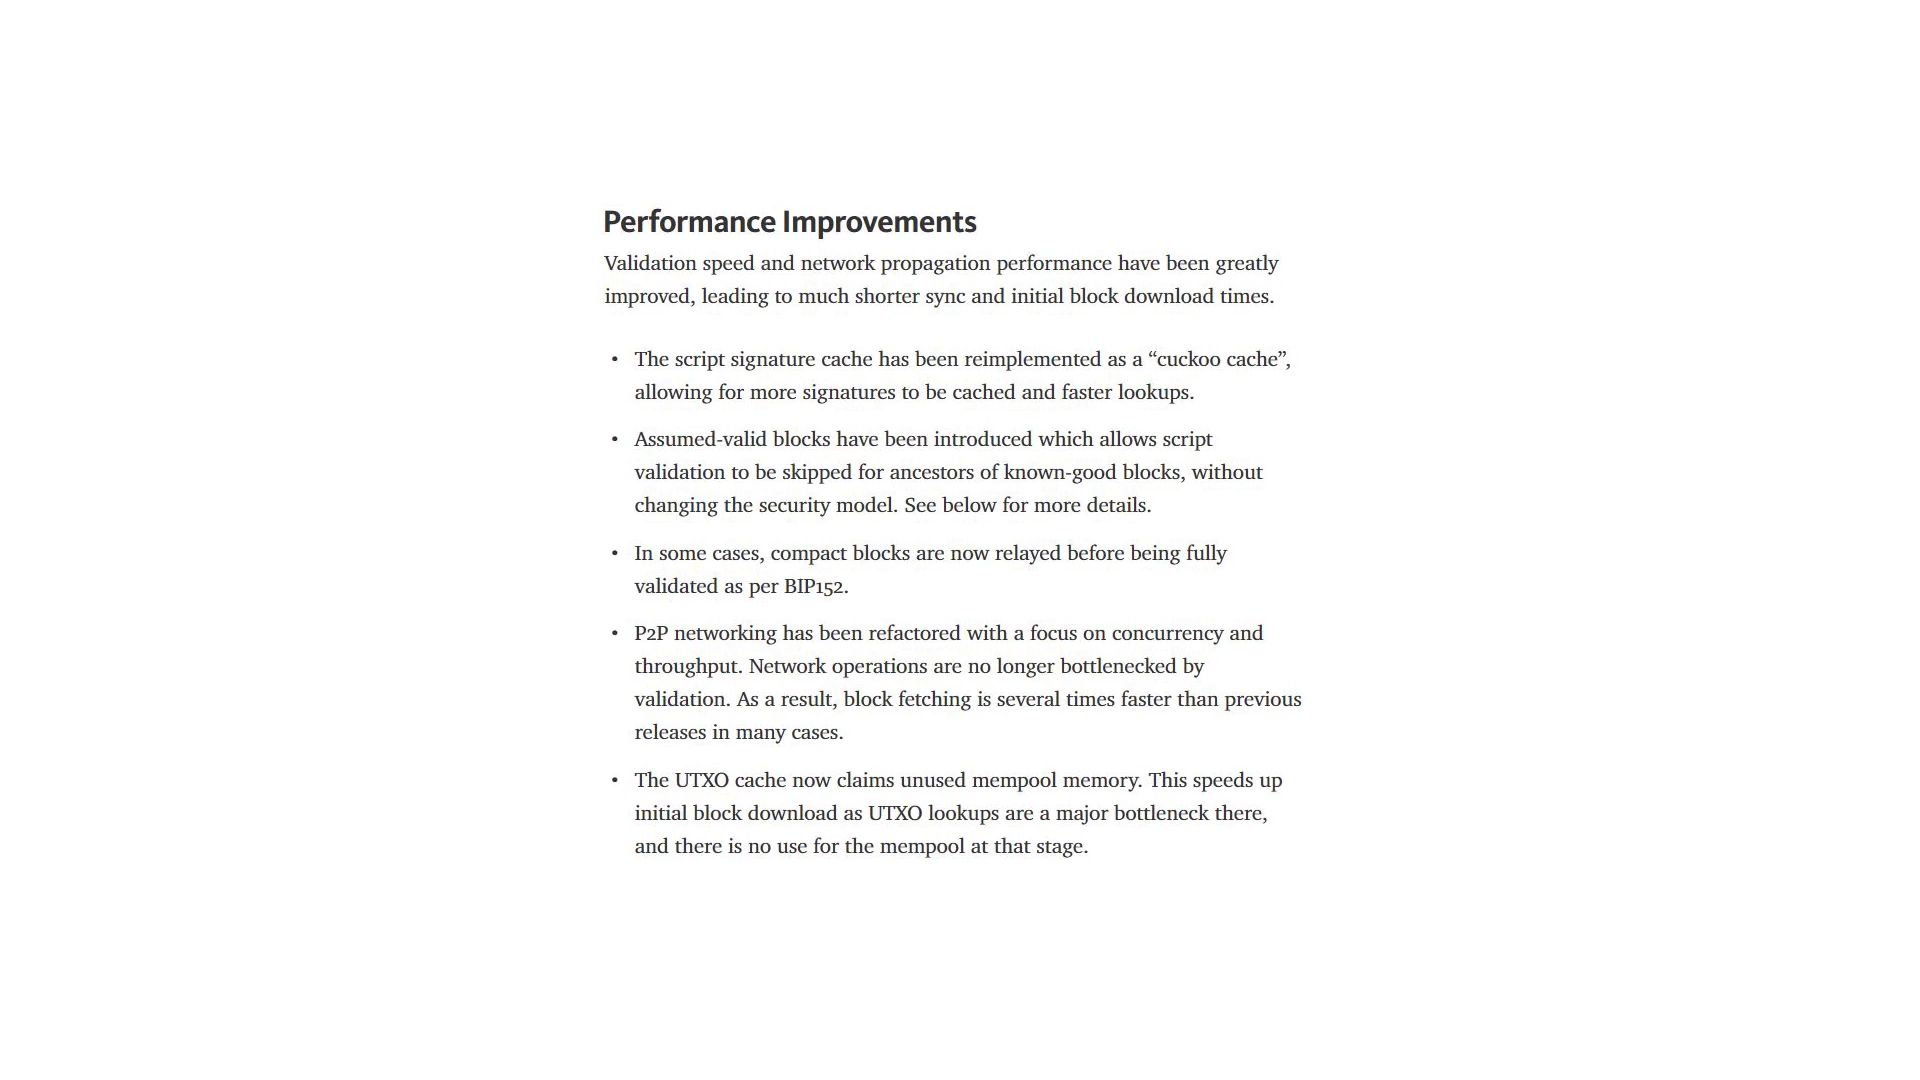 Performance Improvements
Validation speed and network propagation performance have been greatly
improved, leading to much shorter sync and initial block download times.
• The script signature cache has been reimplemented as a “cuckoo cache”,
allowing for more signatures to be cached and faster lookups.
• Assumed-valid blocks have been introduced which allows script
validation to be skipped for ancestors of known-good blocks, without
changing the security model. See below for more details.
• In some cases, compact blocks are now relayed before being fully
validated as per BIP152.
• P2P networking has been refactored with a focus on concurrency and
throughput. Network operations are no longer bottlenecked by
validation. As a result, block fetching is several times faster than previous
releases in many cases.
• The UTXO cache now claims unused mempool memory. This speeds up
initial block download as UTXO lookups are a major bottleneck there,
and there is no use for the mempool at that stage.